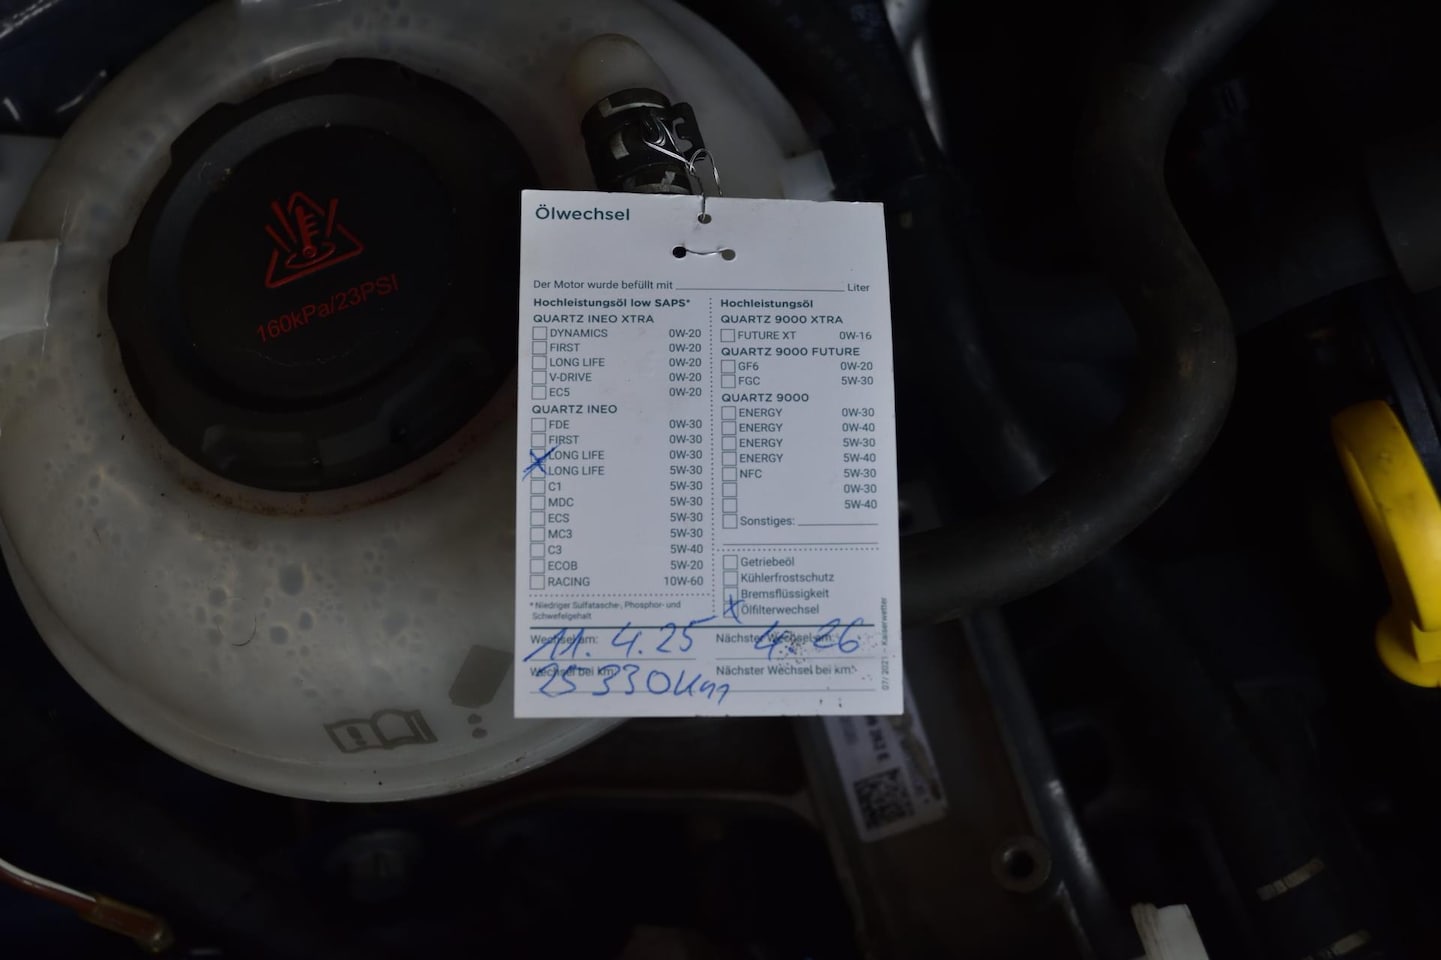 160kPa/23PSI
Ölwechsel
Der Motor wurde befüllt mit Liter
Hochleistungsöl low SAPS*
QUARTZ INEO XTRA
DYNAMICS 0W-20
FIRST 0W-20
LONG LIFE 0W-20
V-DRIVE 0W-20
EC5 0W-20
QUARTZ INEO
FDE 0W-30
FIRST 0W-30
LONG LIFE 0W-30
LONG LIFE 5W-30
C1 5W-30
MDC 5W-30
ECS 5W-30
MC3 5W-30
C3 5W-40
ECOB 5W-20
RACING 10W-60
* Niedriger Sulfatasche-, Phosphor- und
Schwefelgehalt
Hochleistungsöl
QUARTZ 9000 XTRA
FUTURE XT 0W-16
QUARTZ 9000 FUTURE
GF6 0W-20
FGC 5W-30
QUARTZ 9000
ENERGY 0W-30
ENERGY 0W-40
ENERGY 5W-30
ENERGY 5W-40
NFC 5W-30
0W-30
5W-40
Sonstiges:
Getriebeöl
Kühlerfrostschutz
Bremsflüssigkeit
X Ölfilterwechsel
Wechsel am: 11. 4. 25
Nächster Wechsel am: 4. 26
Wechsel bei km: 25 330 km
Nächster Wechsel bei km:
07/2021 – Kaiserwetter